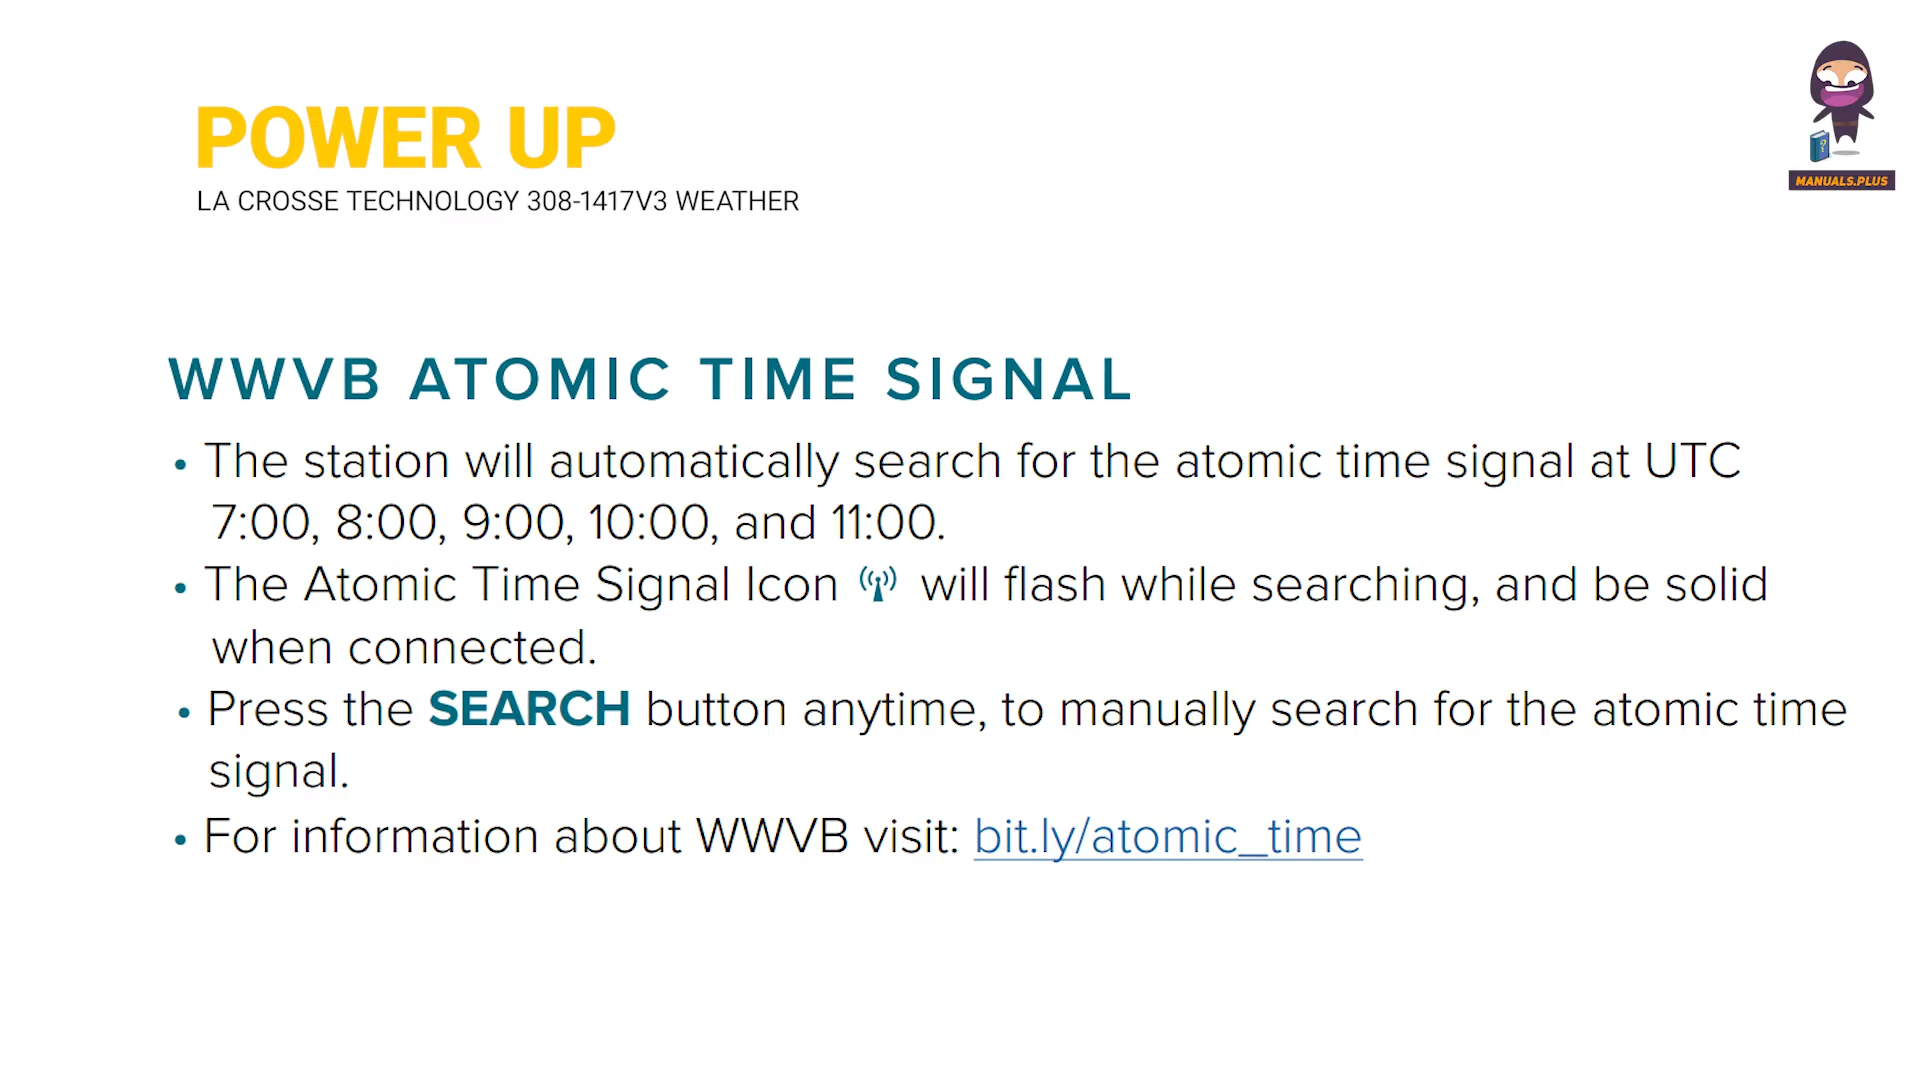 MANUALS.PLUS
POWER UP
LA CROSSE TECHNOLOGY 308-1417V3 WEATHER
WWVB ATOMIC TIME SIGNAL
• The station will automatically search for the atomic time signal at UTC
7:00, 8:00, 9:00, 10:00, and 11:00.
• The Atomic Time Signal Icon will flash while searching, and be solid
when connected.
• Press the SEARCH button anytime, to manually search for the atomic time
signal.
• For information about WWVB visit: bit.ly/atomic_time